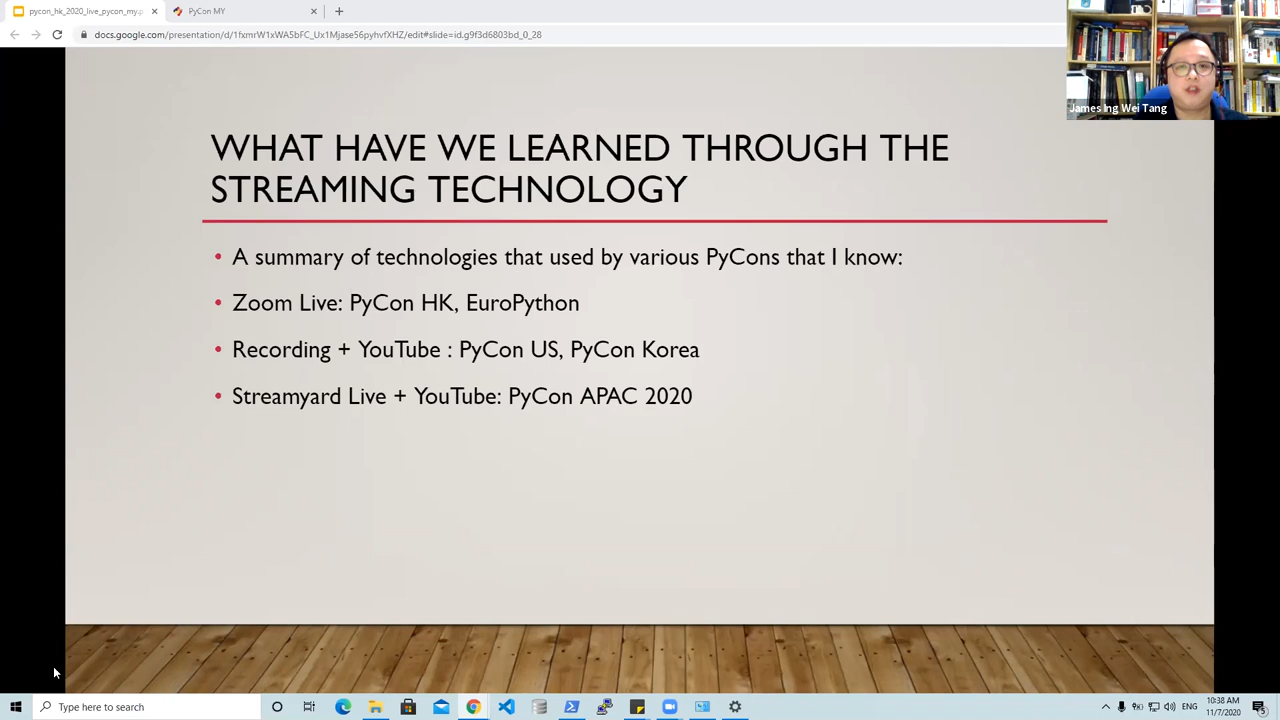 pycon_hk_2020_live_pycon_my.p
PyCon MY
docs.google.com/presentation/d/1fxmrW1xWA5bFC_Ux1Mjase56pyhvfXHZ/edit#slide=id.g9f3d6803bd_0_28
James Ing Wei Tang
WHAT HAVE WE LEARNED THROUGH THE
STREAMING TECHNOLOGY
• A summary of technologies that used by various PyCons that I know:
• Zoom Live: PyCon HK, EuroPython
• Recording + YouTube : PyCon US, PyCon Korea
• Streamyard Live + YouTube: PyCon APAC 2020
Type here to search
ENG
10:38 AM
11/7/2020
5